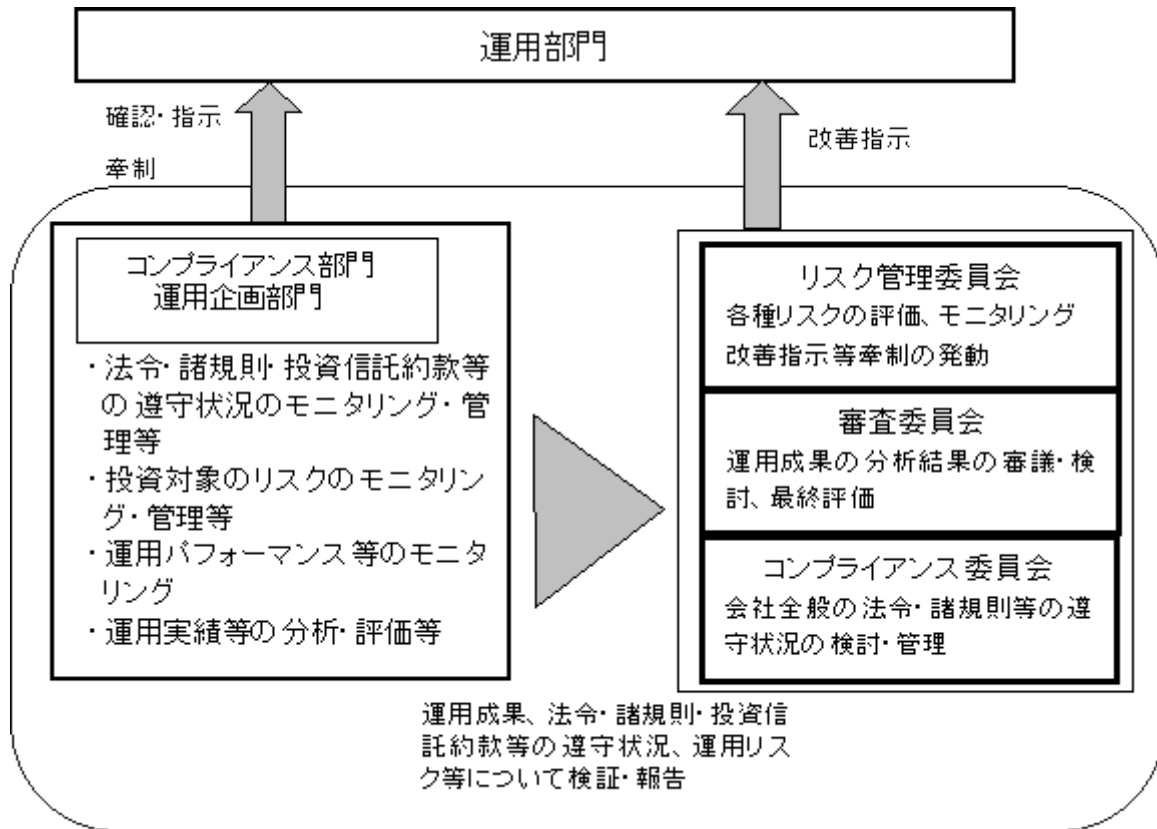 運用部門
確認・指示
牽制
改善指示
コンプライアンス部門
運用企画部門
・法令・諸規則・投資信託約款等
の遵守状況のモニタリング・管
理等
・投資対象のリスクのモニタリン
グ・管理等
・運用パフォーマンス等のモニタ
リング
・運用実績等の分析・評価等
リスク管理委員会
各種リスクの評価、モニタリング
改善指示等牽制の発動
審査委員会
運用成果の分析結果の審議・検
討、最終評価
コンプライアンス委員会
会社全般の法令・諸規則等の遵
守状況の検討・管理
運用成果、法令・諸規則・投資信
託約款等の遵守状況、運用リス
ク等について検証・報告